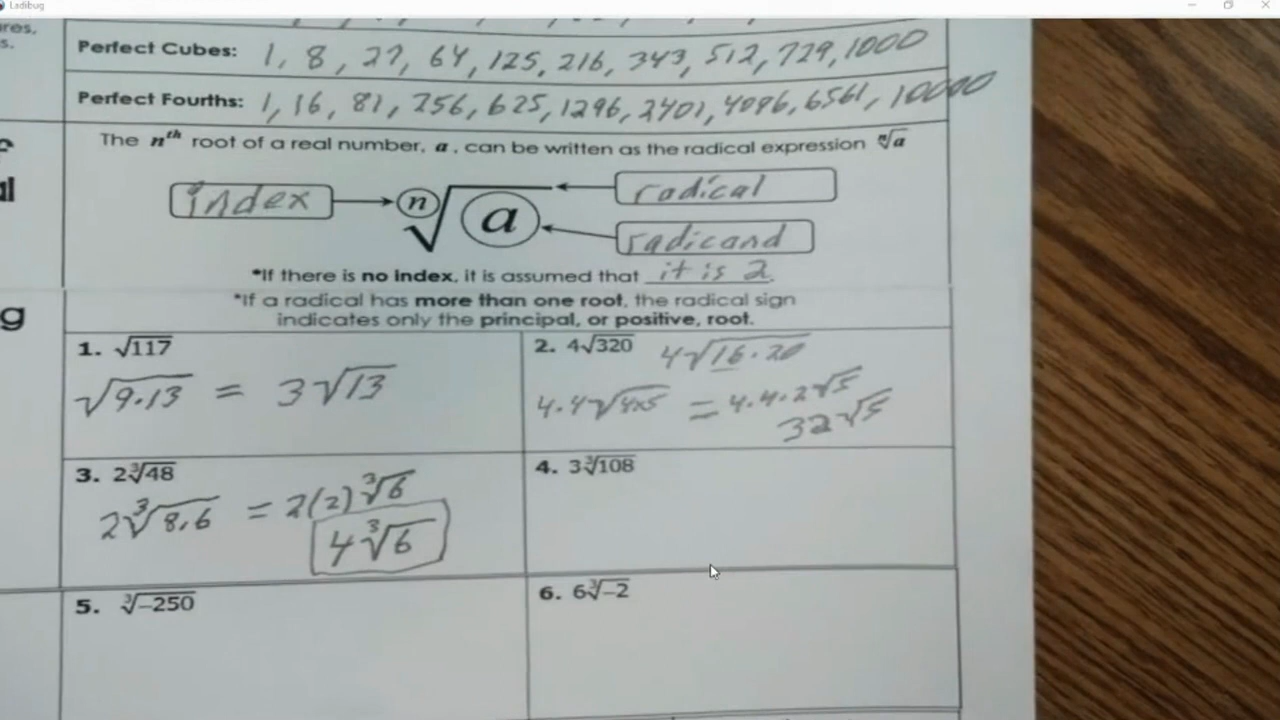 Ladibug
Perfect Cubes: 1, 8, 27, 64, 125, 216, 343, 512, 729, 1000
Perfect Fourths: 1, 16, 81, 256, 625, 1296, 2401, 4096, 6561, 10000
The nᵗʰ root of a real number, a, can be written as the radical expression ⁿ√a
index
n√a
radical
radicand
*If there is no index, it is assumed that it is 2.
*If a radical has more than one root, the radical sign
indicates only the principal, or positive, root.
g
1. √117
√9·13 = 3√13
2. 4√320
4√16·20
4·4√4x5 = 4·4·2√5
32√5
3. 2∛48
2∛8·6 = 2(2)∛6
4∛6
4. 3∛108
5. ∛-250
6. 6∛-2